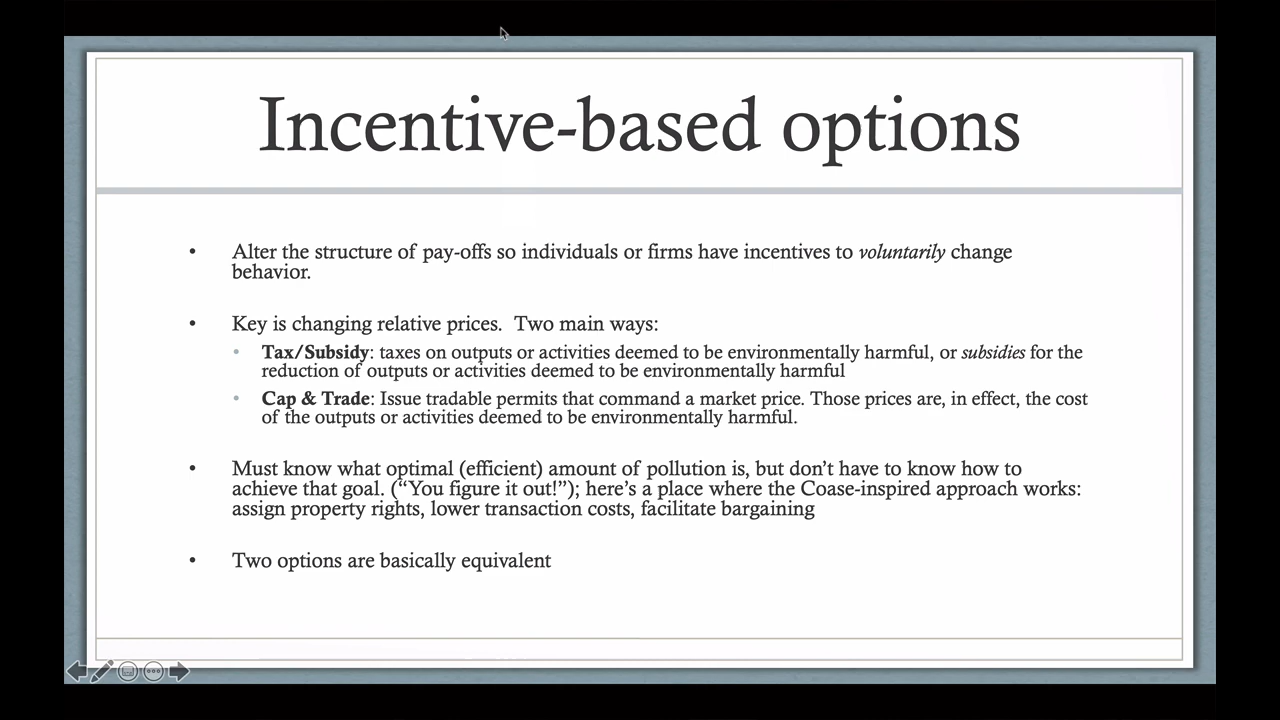 Incentive-based options
• Alter the structure of pay-offs so individuals or firms have incentives to voluntarily change
behavior.
• Key is changing relative prices.  Two main ways:
• Tax/Subsidy: taxes on outputs or activities deemed to be environmentally harmful, or subsidies for the
reduction of outputs or activities deemed to be environmentally harmful
• Cap & Trade: Issue tradable permits that command a market price. Those prices are, in effect, the cost
of the outputs or activities deemed to be environmentally harmful.
• Must know what optimal (efficient) amount of pollution is, but don’t have to know how to
achieve that goal. (“You figure it out!”); here’s a place where the Coase-inspired approach works:
assign property rights, lower transaction costs, facilitate bargaining
• Two options are basically equivalent